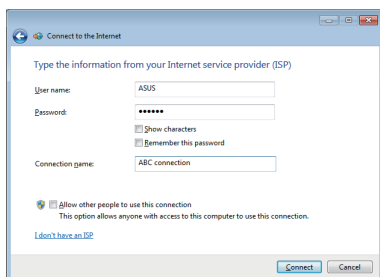 Connect to the Internet
Type the information from your Internet service provider (ISP)
User name: ASUS
Password: ••••••
Show characters
Remember this password
Connection name: ABC connection
Allow other people to use this connection
This option allows anyone with access to this computer to use this connection.
I don't have an ISP
Connect Cancel